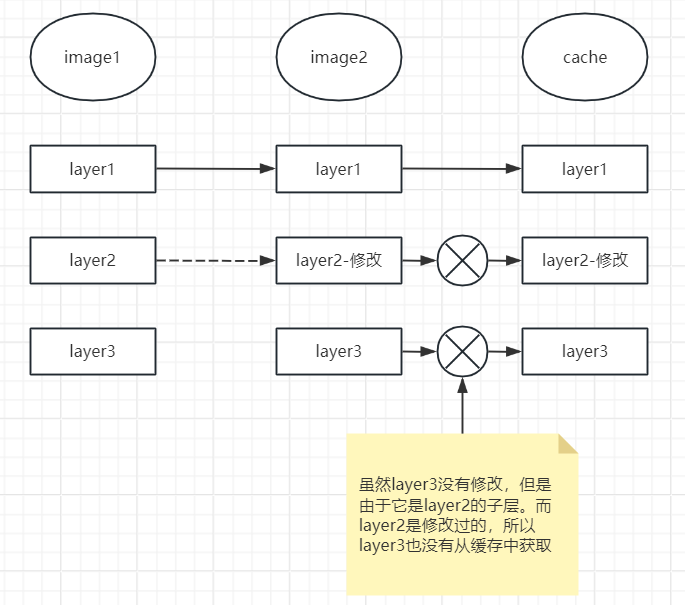 image1
image2
cache
layer1
layer1
layer1
layer2
layer2-修改
layer2-修改
layer3
layer3
layer3
虽然layer3没有修改，但是
由于它是layer2的子层。而
layer2是修改过的，所以
layer3也没有从缓存中获取